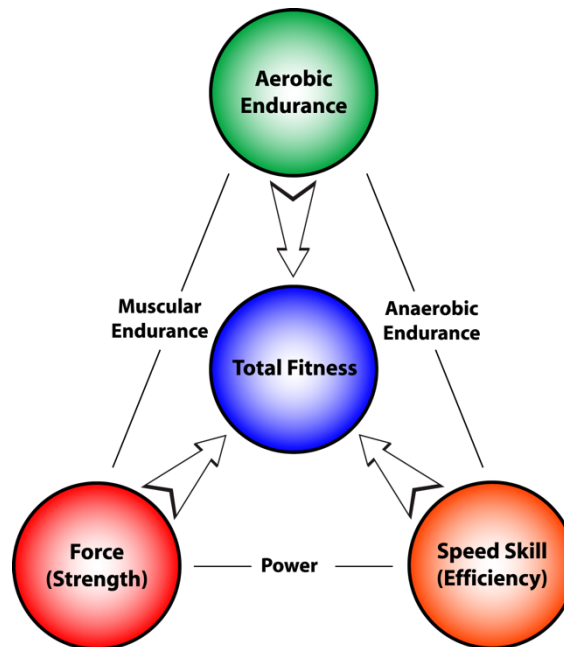 Aerobic
Endurance
Muscular
Endurance
Anaerobic
Endurance
Total Fitness
Force
(Strength)
Power
Speed Skill
(Efficiency)